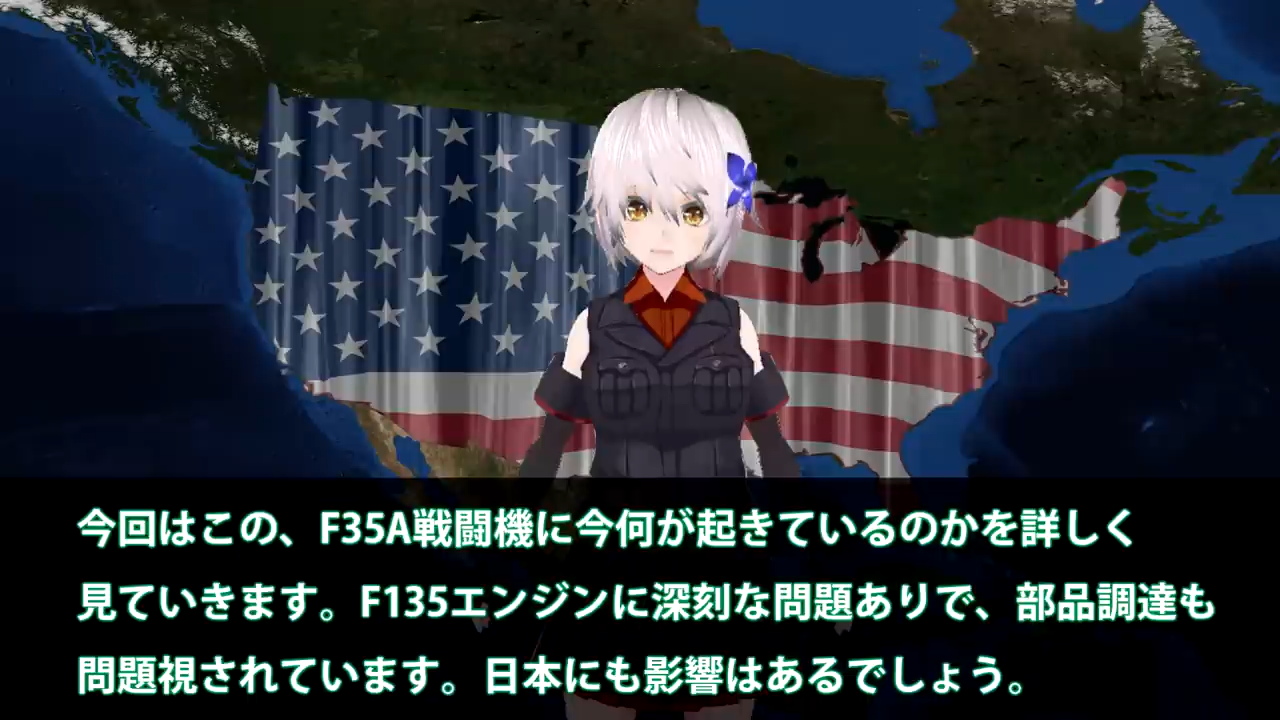 今回はこの、F35A戦闘機に今何が起きているのかを詳しく
見ていきます。F135エンジンに深刻な問題ありで、部品調達も
問題視されています。日本にも影響はあるでしょう。